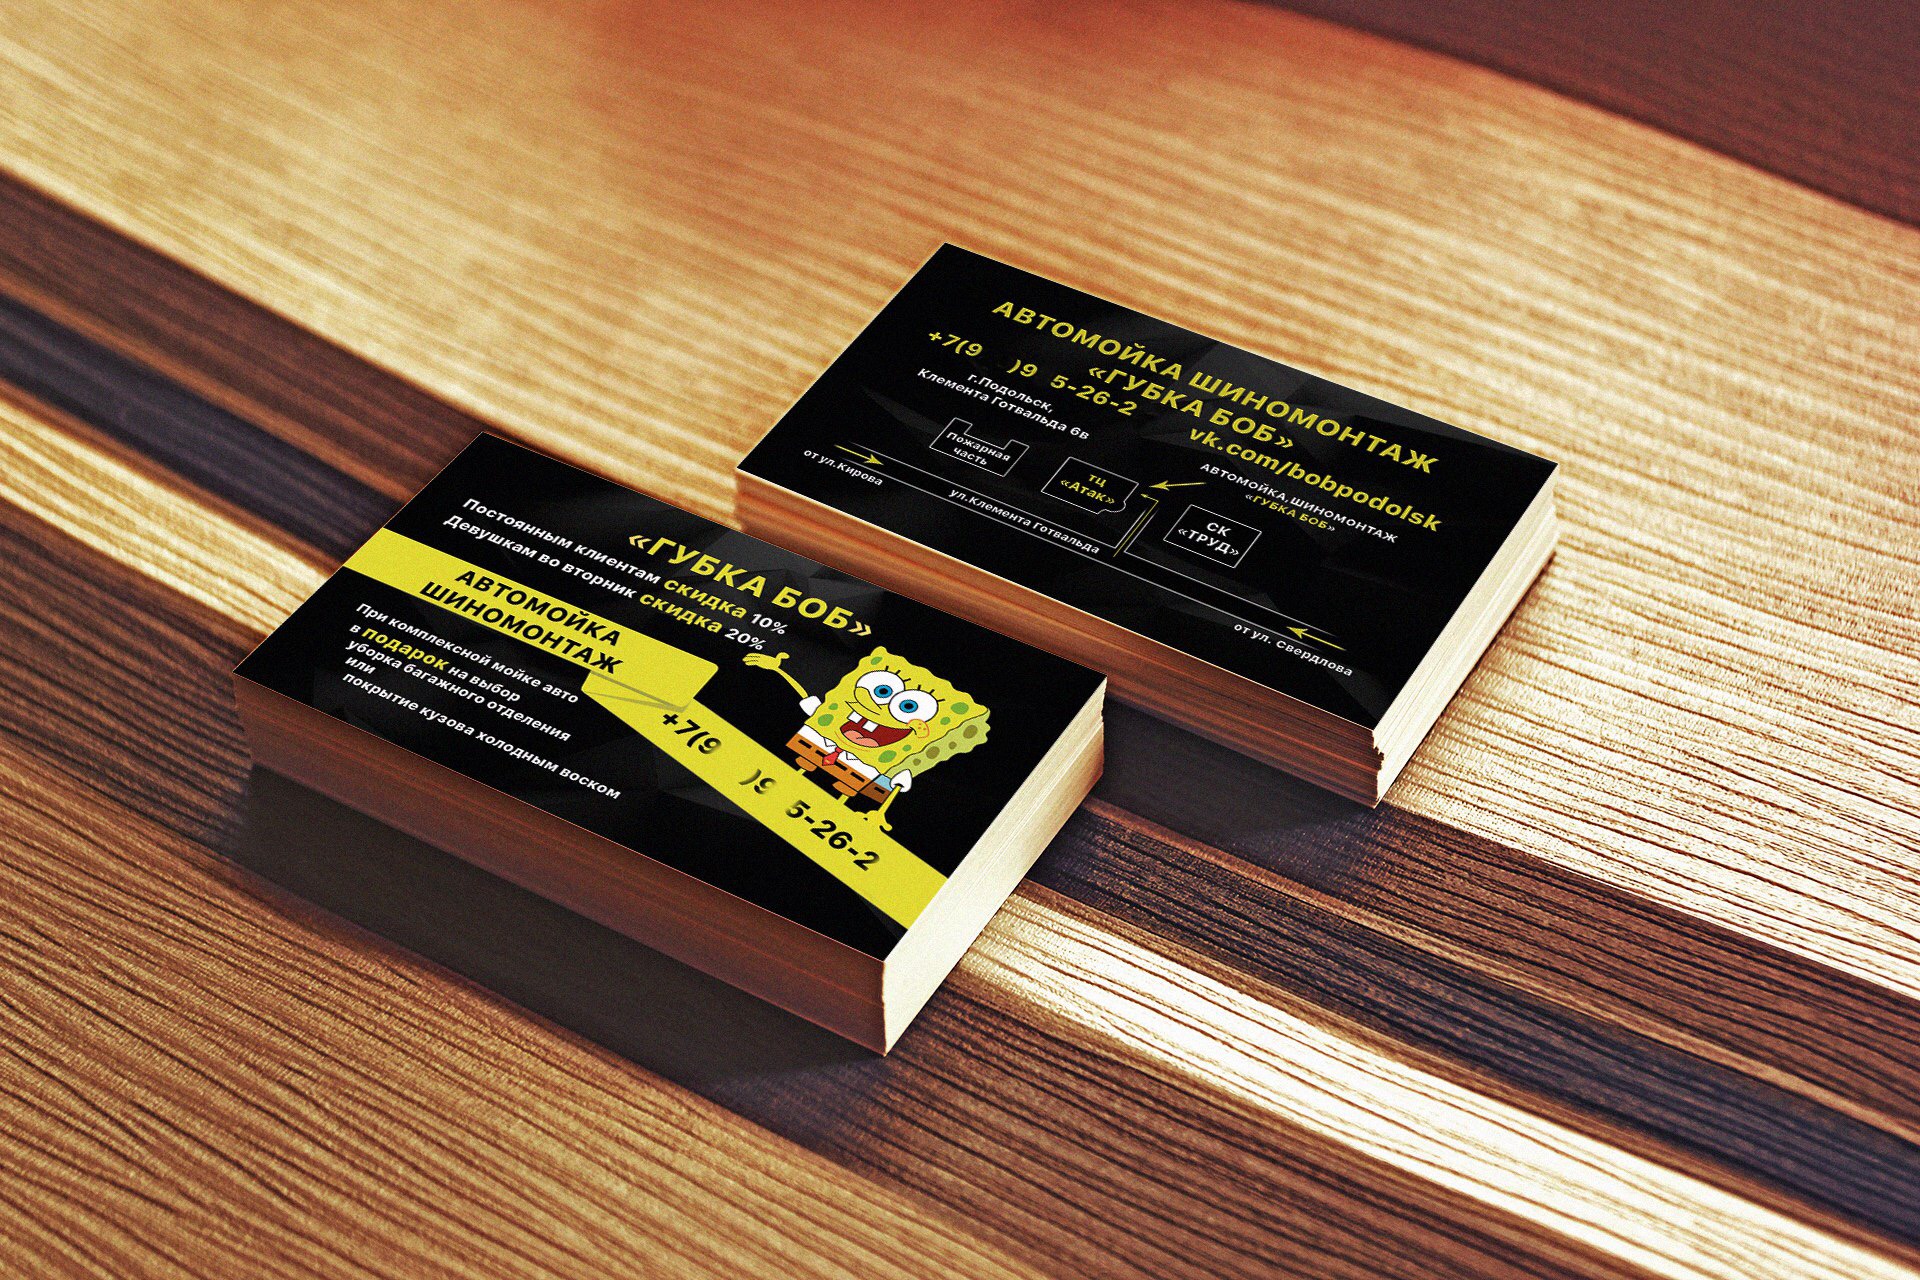 «ГУБКА БОБ»
Постоянным клиентам скидка 10%
Девушкам во вторник скидка 20%
АВТОМОЙКА
ШИНОМОНТАЖ
При комплексной мойке авто
в подарок на выбор
уборка багажного отделения
или
покрытие кузова холодным воском
+7(9 )9 5-26-2
АВТОМОЙКА ШИНОМОНТАЖ
«ГУБКА БОБ»
+7(9 )9 5-26-2
vk.com/bobpodolsk
г.Подольск,
Клемента Готвальда 6в
Пожарная
часть
ТЦ
«Атак»
АВТОМОЙКА,ШИНОМОНТАЖ
«ГУБКА БОБ»
СК
«ТРУД»
от ул.Кирова
ул.Клемента Готвальда
от ул. Свердлова